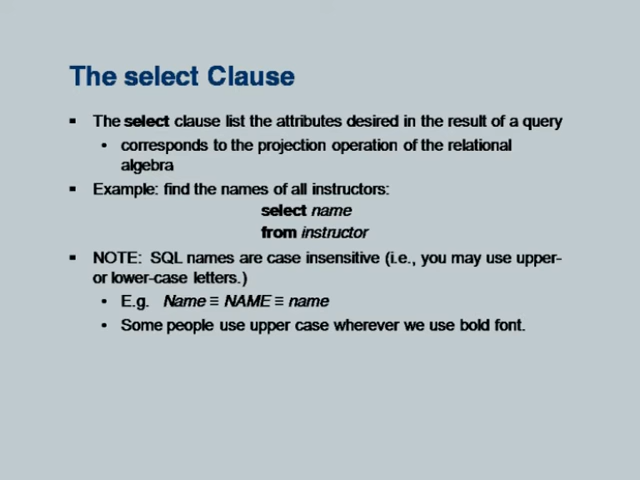 The select Clause
▪ The select clause list the attributes desired in the result of a query
• corresponds to the projection operation of the relational
algebra
▪ Example: find the names of all instructors:
select name
from instructor
▪ NOTE: SQL names are case insensitive (i.e., you may use upper-
or lower-case letters.)
• E.g. Name ≡ NAME ≡ name
• Some people use upper case wherever we use bold font.